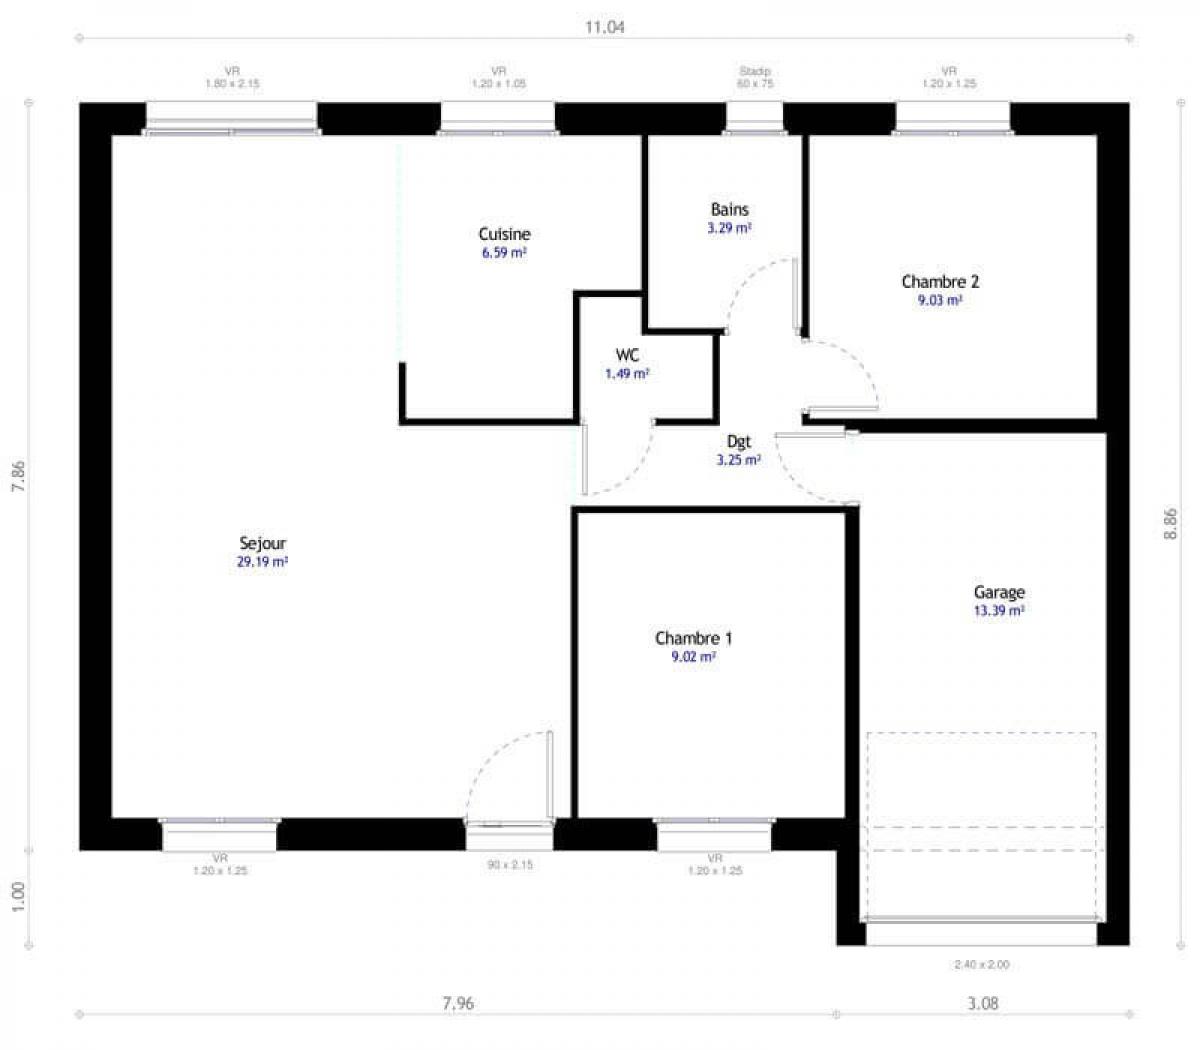 11.04
VR
1.80 x 2.15
VR
1.20 x 1.05
Stadip
60 x 75
VR
1.20 x 1.25
Bains
3.29 m²
Cuisine
6.59 m²
Chambre 2
9.03 m²
WC
1.49 m²
Dgt
3.25 m²
7.86
8.86
Sejour
29.19 m²
Garage
13.39 m²
Chambre 1
9.02 m²
VR
1.20 x 1.25
90 x 2.15
VR
1.20 x 1.25
1.00
2.40 x 2.00
7.96
3.08